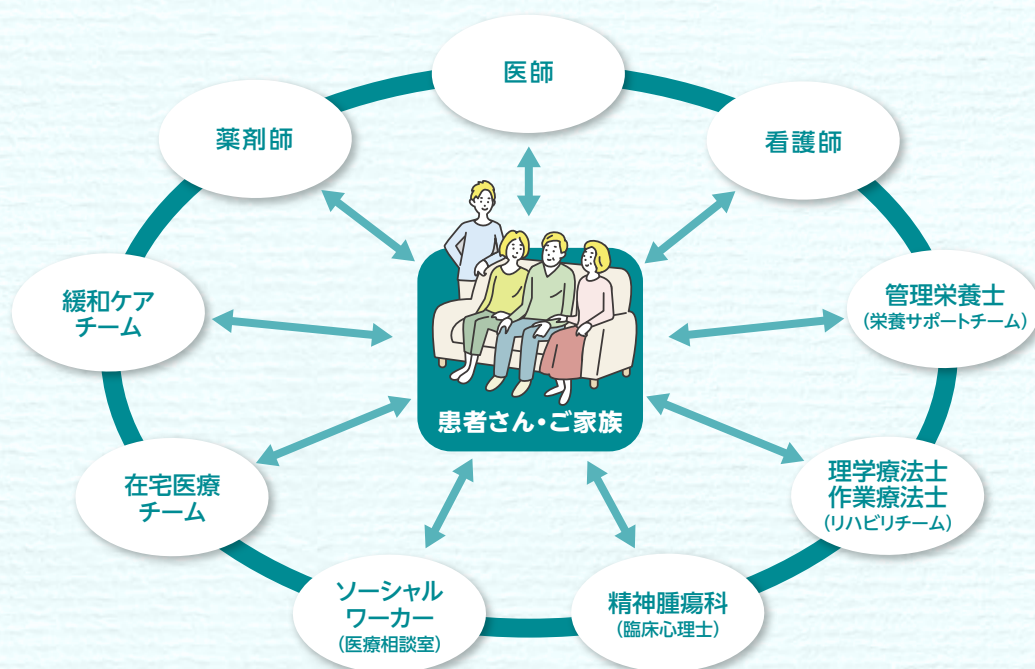 医師
薬剤師
看護師
緩和ケア
チーム
管理栄養士
(栄養サポートチーム)
患者さん・ご家族
在宅医療
チーム
理学療法士
作業療法士
(リハビリチーム)
ソーシャル
ワーカー
(医療相談室)
精神腫瘍科
(臨床心理士)